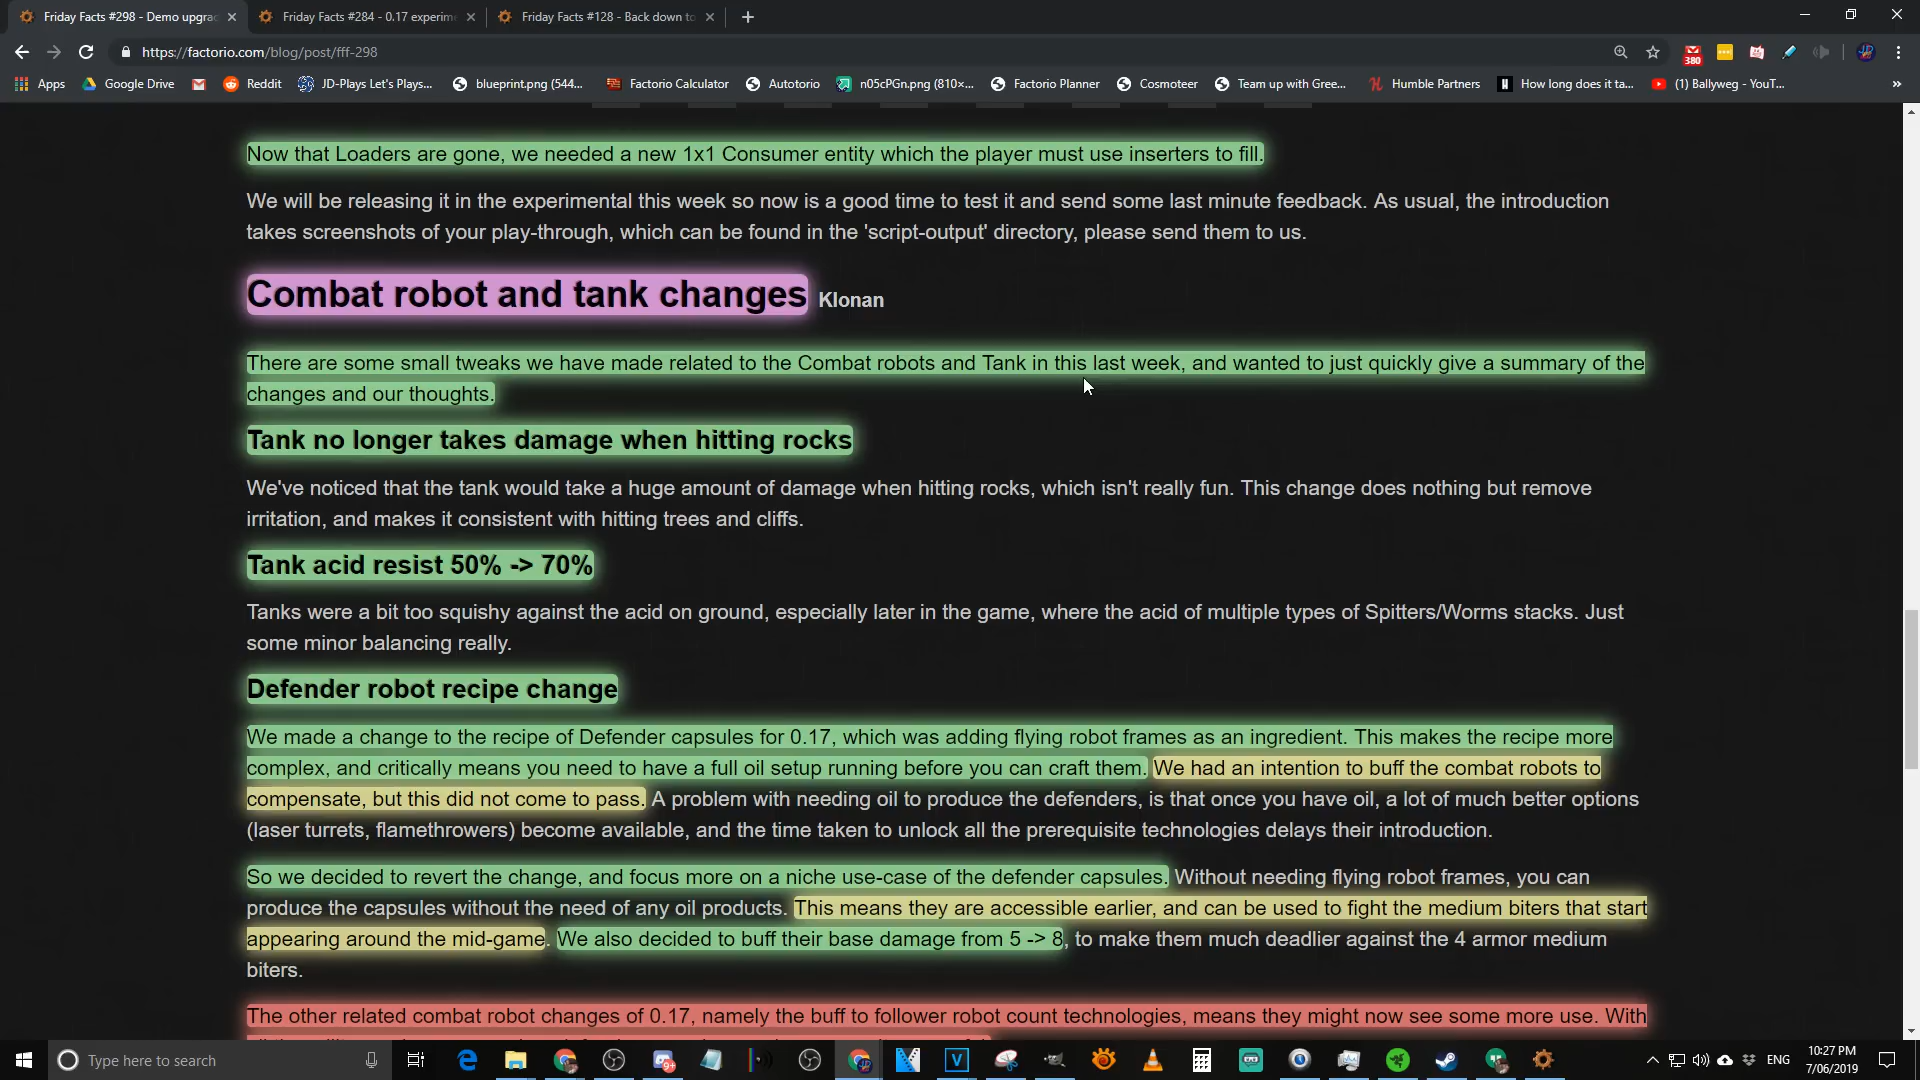 Friday Facts #298 - Demo upgra
Friday Facts #284 - 0.17 experim
Friday Facts #128 - Back down to
https://factorio.com/blog/post/fff-298
380
Apps
Google Drive
Reddit
JD-Plays Let's Plays...
blueprint.png (544...
Factorio Calculator
Autotorio
n05cPGn.png (810×...
Factorio Planner
Cosmoteer
Team up with Gree...
Humble Partners
How long does it ta...
(1) Ballyweg - YouT...
Now that Loaders are gone, we needed a new 1x1 Consumer entity which the player must use inserters to fill.
We will be releasing it in the experimental this week so now is a good time to test it and send some last minute feedback. As usual, the introduction
takes screenshots of your play-through, which can be found in the 'script-output' directory, please send them to us.
Combat robot and tank changes Klonan
There are some small tweaks we have made related to the Combat robots and Tank in this last week, and wanted to just quickly give a summary of the
changes and our thoughts.
Tank no longer takes damage when hitting rocks
We've noticed that the tank would take a huge amount of damage when hitting rocks, which isn't really fun. This change does nothing but remove
irritation, and makes it consistent with hitting trees and cliffs.
Tank acid resist 50% -> 70%
Tanks were a bit too squishy against the acid on ground, especially later in the game, where the acid of multiple types of Spitters/Worms stacks. Just
some minor balancing really.
Defender robot recipe change
We made a change to the recipe of Defender capsules for 0.17, which was adding flying robot frames as an ingredient. This makes the recipe more
complex, and critically means you need to have a full oil setup running before you can craft them. We had an intention to buff the combat robots to
compensate, but this did not come to pass. A problem with needing oil to produce the defenders, is that once you have oil, a lot of much better options
(laser turrets, flamethrowers) become available, and the time taken to unlock all the prerequisite technologies delays their introduction.
So we decided to revert the change, and focus more on a niche use-case of the defender capsules. Without needing flying robot frames, you can
produce the capsules without the need of any oil products. This means they are accessible earlier, and can be used to fight the medium biters that start
appearing around the mid-game. We also decided to buff their base damage from 5 -> 8, to make them much deadlier against the 4 armor medium
biters.
The other related combat robot changes of 0.17, namely the buff to follower robot count technologies, means they might now see some more use. With
Type here to search
ENG
10:27 PM
7/06/2019